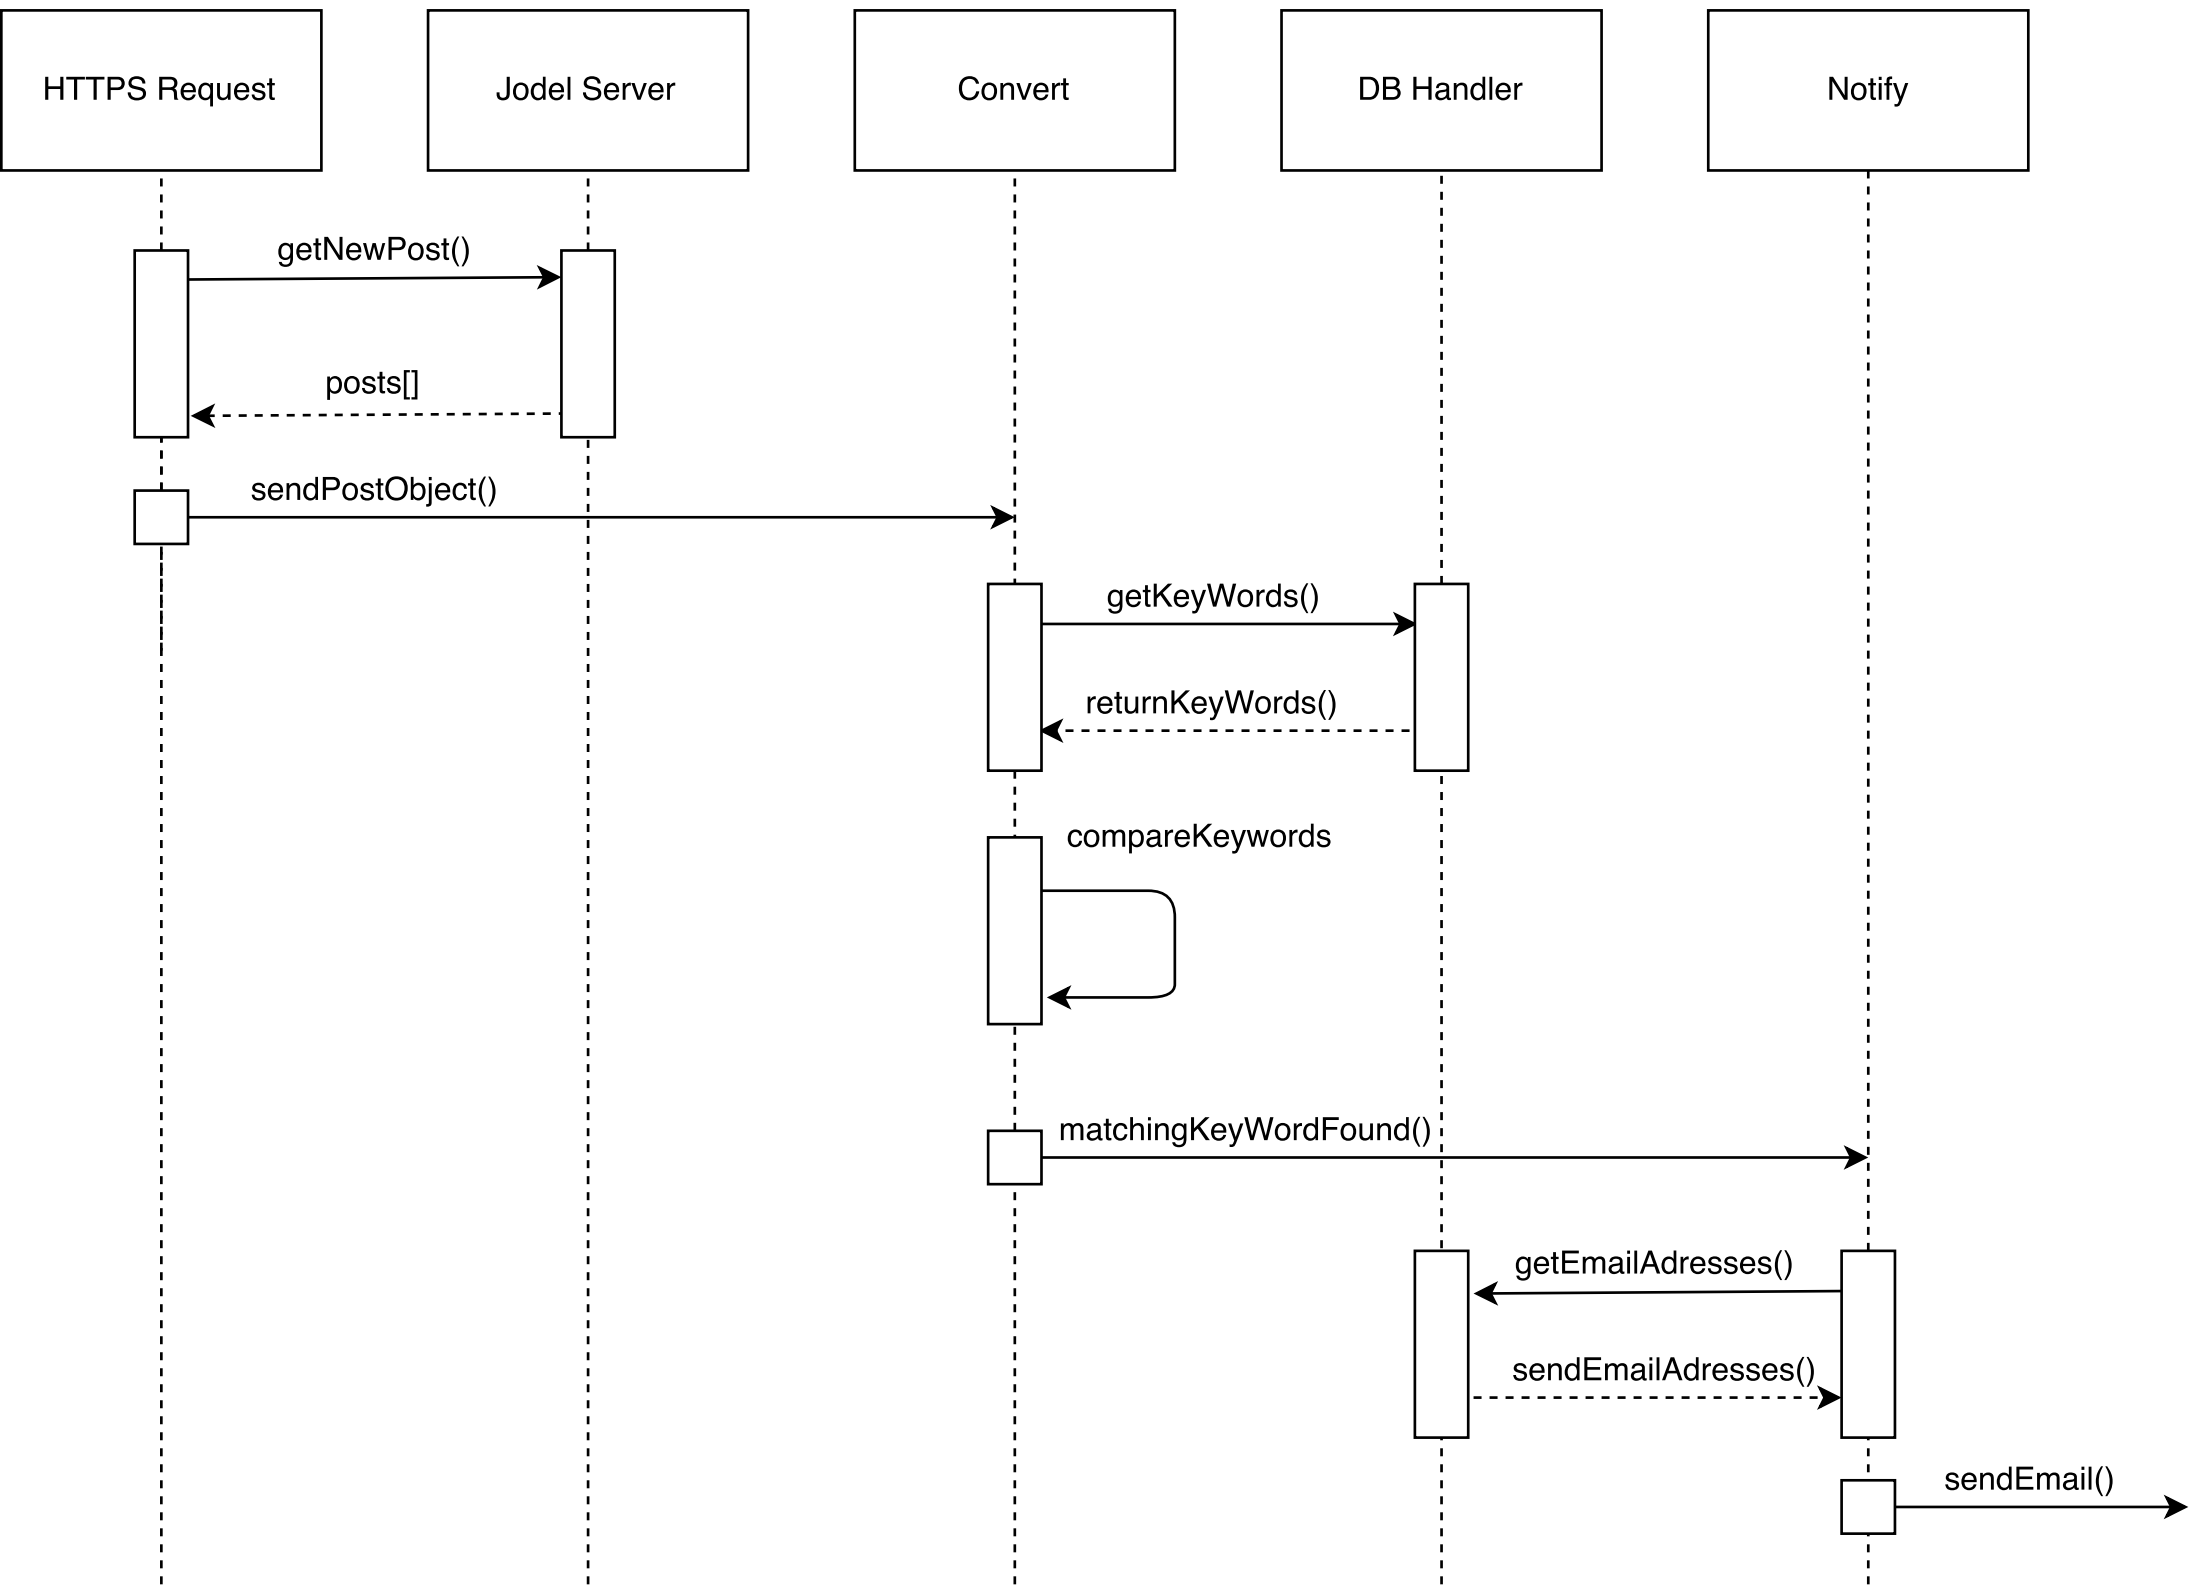 HTTPS Request
Jodel Server
Convert
DB Handler
Notify
getNewPost()
posts[]
sendPostObject()
getKeyWords()
returnKeyWords()
compareKeywords
matchingKeyWordFound()
getEmailAdresses()
sendEmailAdresses()
sendEmail()